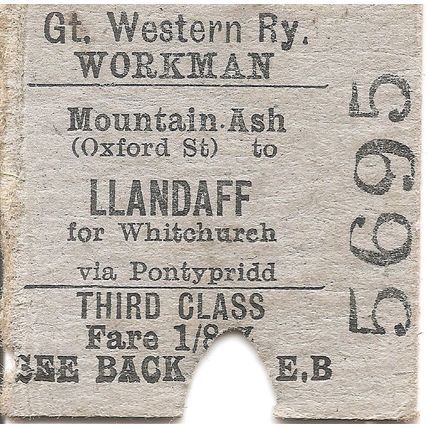 Gt. Western Ry.
WORKMAN
Mountain Ash
(Oxford St) to
LLANDAFF
for Whitchurch
via Pontypridd
THIRD CLASS
Fare 1/8
SEE BACK E.B
5695